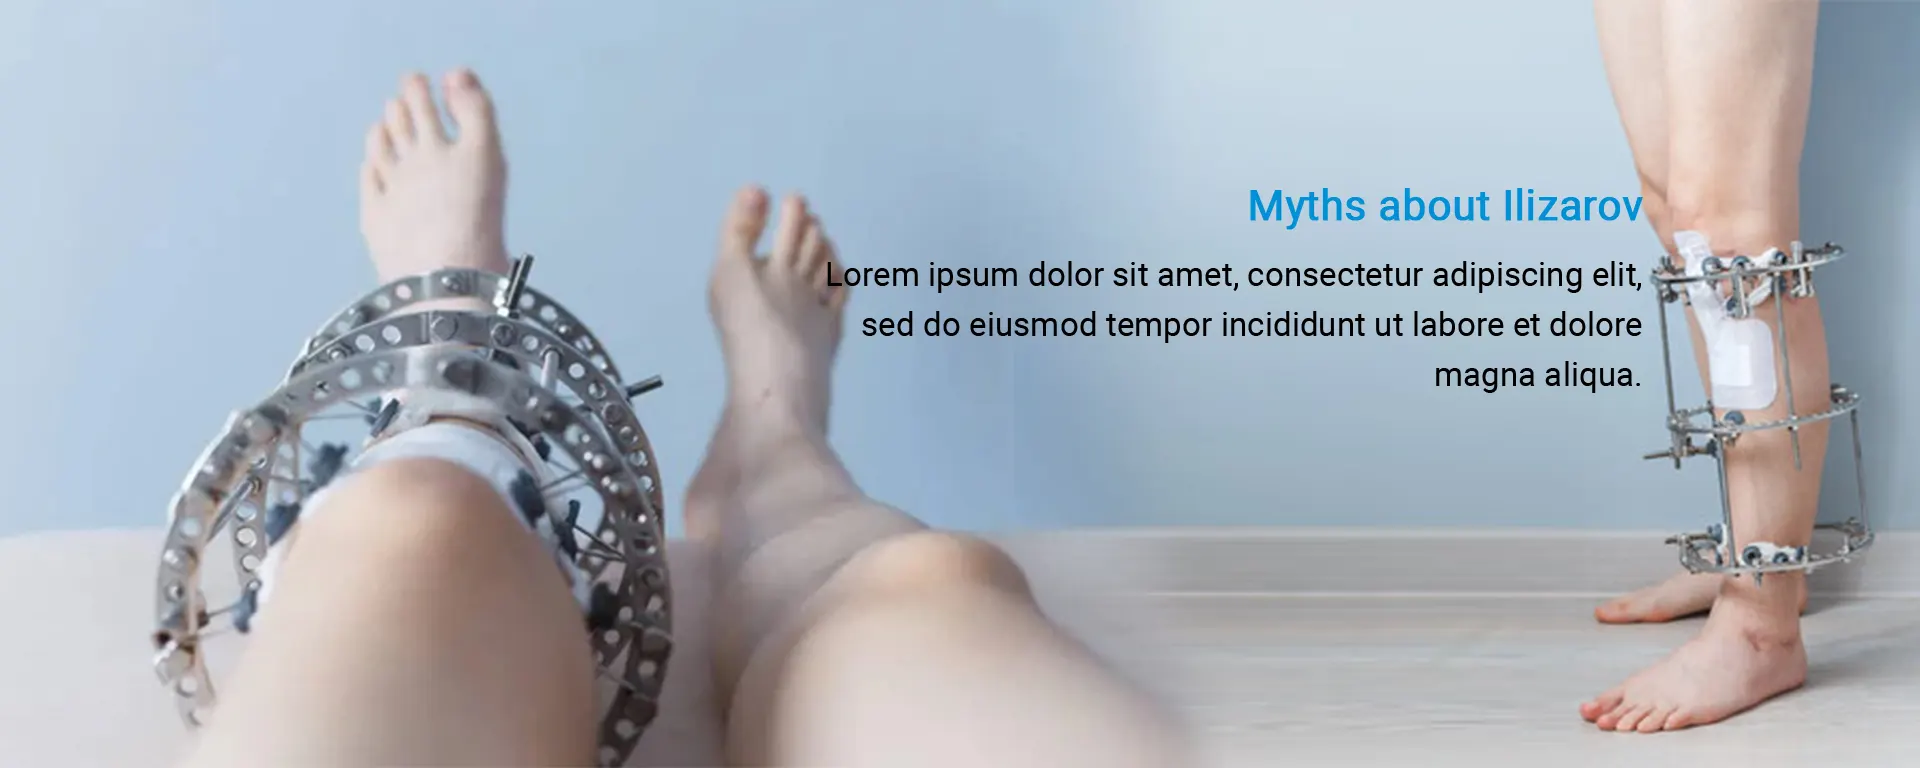 Myths about Ilizarov
Lorem ipsum dolor sit amet, consectetur adipiscing elit,
sed do eiusmod tempor incididunt ut labore et dolore
magna aliqua.